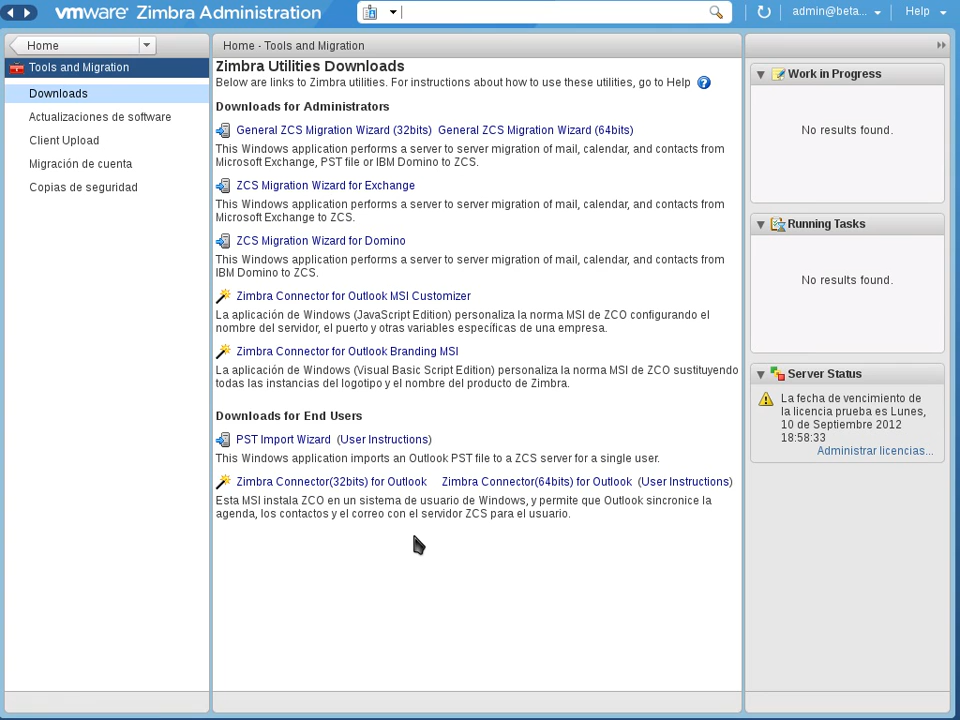 vmware Zimbra Administration
admin@beta...
Help
Home
Home - Tools and Migration
Tools and Migration
Downloads
Actualizaciones de software
Client Upload
Migración de cuenta
Copias de seguridad
Zimbra Utilities Downloads
Below are links to Zimbra utilities. For instructions about how to use these utilities, go to Help ?
Downloads for Administrators
General ZCS Migration Wizard (32bits) General ZCS Migration Wizard (64bits)
This Windows application performs a server to server migration of mail, calendar, and contacts from
Microsoft Exchange, PST file or IBM Domino to ZCS.
ZCS Migration Wizard for Exchange
This Windows application performs a server to server migration of mail, calendar, and contacts from
Microsoft Exchange to ZCS.
ZCS Migration Wizard for Domino
This Windows application performs a server to server migration of mail, calendar, and contacts from
IBM Domino to ZCS.
Zimbra Connector for Outlook MSI Customizer
La aplicación de Windows (JavaScript Edition) personaliza la norma MSI de ZCO configurando el
nombre del servidor, el puerto y otras variables específicas de una empresa.
Zimbra Connector for Outlook Branding MSI
La aplicación de Windows (Visual Basic Script Edition) personaliza la norma MSI de ZCO sustituyendo
todas las instancias del logotipo y el nombre del producto de Zimbra.
Downloads for End Users
PST Import Wizard (User Instructions)
This Windows application imports an Outlook PST file to a ZCS server for a single user.
Zimbra Connector(32bits) for Outlook Zimbra Connector(64bits) for Outlook (User Instructions)
Esta MSI instala ZCO en un sistema de usuario de Windows, y permite que Outlook sincronice la
agenda, los contactos y el correo con el servidor ZCS para el usuario.
Work in Progress
No results found.
Running Tasks
No results found.
Server Status
La fecha de vencimiento de
la licencia prueba es Lunes,
10 de Septiembre 2012
18:58:33
Administrar licencias...